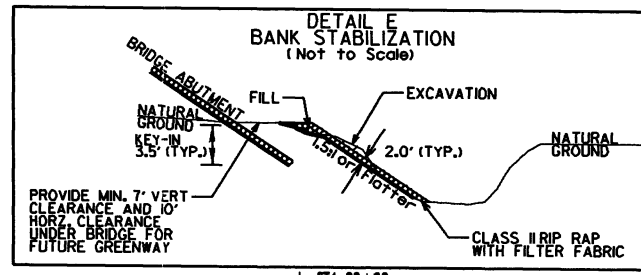 DETAIL E
BANK STABILIZATION
(Not to Scale)
BRIDGE ABUTMENT
FILL
EXCAVATION
NATURAL
GROUND
KEY-IN
3.5' (TYP.)
1.5:1 or Flatter
2.0' (TYP.)
NATURAL
GROUND
PROVIDE MIN. 7' VERT
CLEARANCE AND 10'
HORZ. CLEARANCE
UNDER BRIDGE FOR
FUTURE GREENWAY
CLASS II RIP RAP
WITH FILTER FABRIC